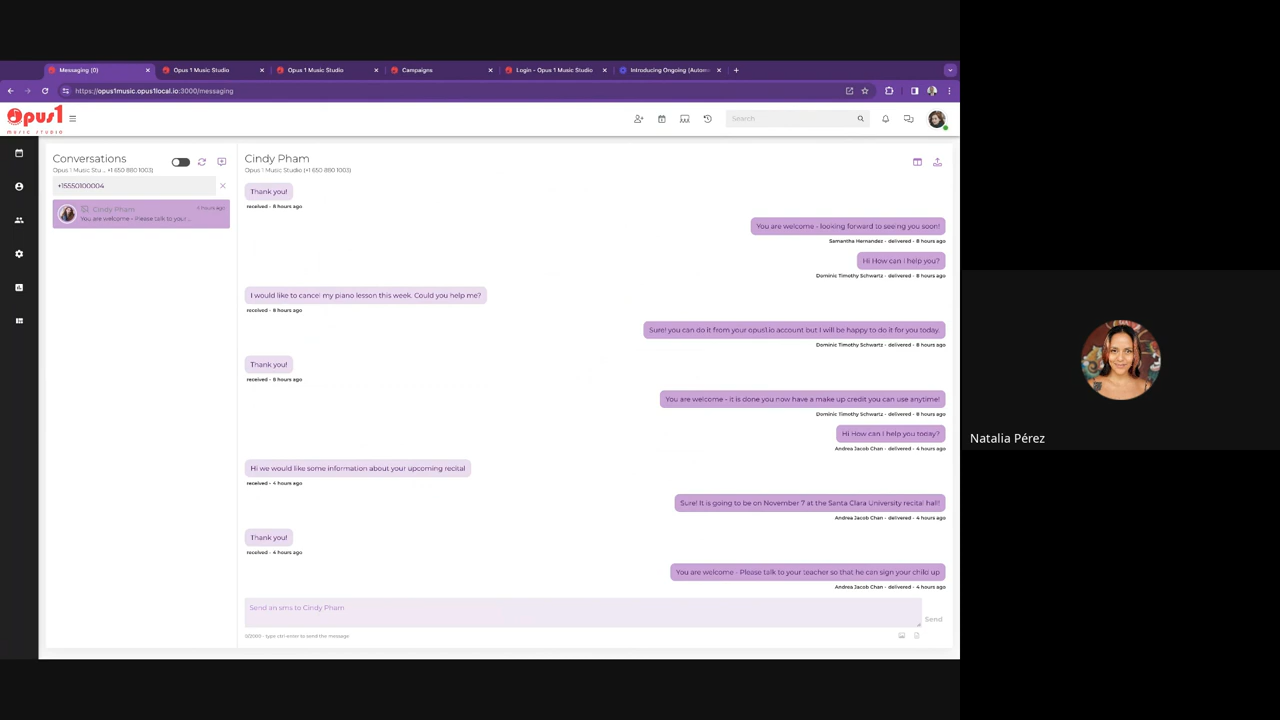 Messaging (0)
Opus 1 Music Studio
Opus 1 Music Studio
Campaigns
Login - Opus 1 Music Studio
Introducing Ongoing (Autom
https://opus1music.opus1local.io:3000/messaging
Opus1
MUSIC STUDIO
Search
Conversations
Opus 1 Music Stu... +1 650 880 1003)
+15550100004
Cindy Pham
hours ago
You are welcome - Please talk to your ...
Cindy Pham
Opus 1 Music Studio (+1 650 880 1003)
Thank you!
received - 8 hours ago
You are welcome - looking forward to seeing you soon!
Samantha Hernandez - delivered - 8 hours ago
Hi How can I help you?
Dominic Timothy Schwartz - delivered - 8 hours ago
I would like to cancel my piano lesson this week. Could you help me?
received - 8 hours ago
Sure! you can do it from your opus1.io account but I will be happy to do it for you today.
Dominic Timothy Schwartz - delivered - 8 hours ago
Thank you!
received - 8 hours ago
You are welcome - It is done you now have a make up credit you can use anytime!
Dominic Timothy Schwartz - delivered - 8 hours ago
Hi How can I help you today?
Andrea Jacob Chan - delivered - 4 hours ago
Hi we would like some information about your upcoming recital
received - 4 hours ago
Sure! It is going to be on November 7 at the Santa Clara University recital hall!
Andrea Jacob Chan - delivered - 4 hours ago
Thank you!
received - 4 hours ago
You are welcome - Please talk to your teacher so that he can sign your child up
Andrea Jacob Chan - delivered - 4 hours ago
Send an sms to Cindy Pham
Send
0/2000 - type ctrl-enter to send the message
Natalia Pérez